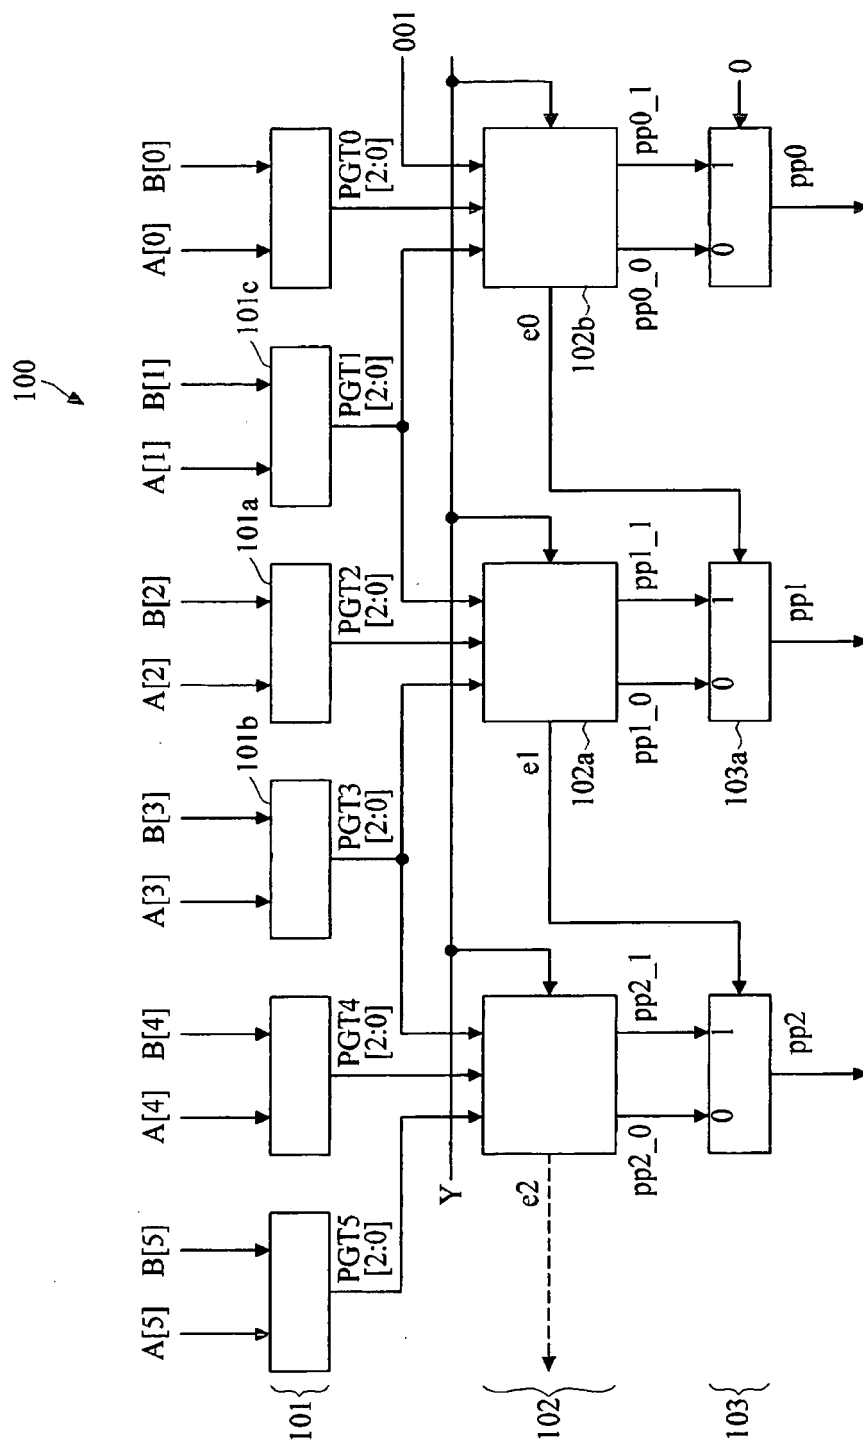 100
A[5] B[5] A[4] B[4] A[3] B[3] A[2] B[2] A[1] B[1] A[0] B[0]
101 101b 101a 101c
PGT5 [2:0] PGT4 [2:0] PGT3 [2:0] PGT2 [2:0] PGT1 [2:0] PGT0 [2:0]
001
Y
102 e2 e1 102a e0 102b
pp2_0 pp2_1 pp1_0 pp1_1 pp0_0 pp0_1
103 0 1 103a 0 1 0 1 0
pp2 pp1 pp0